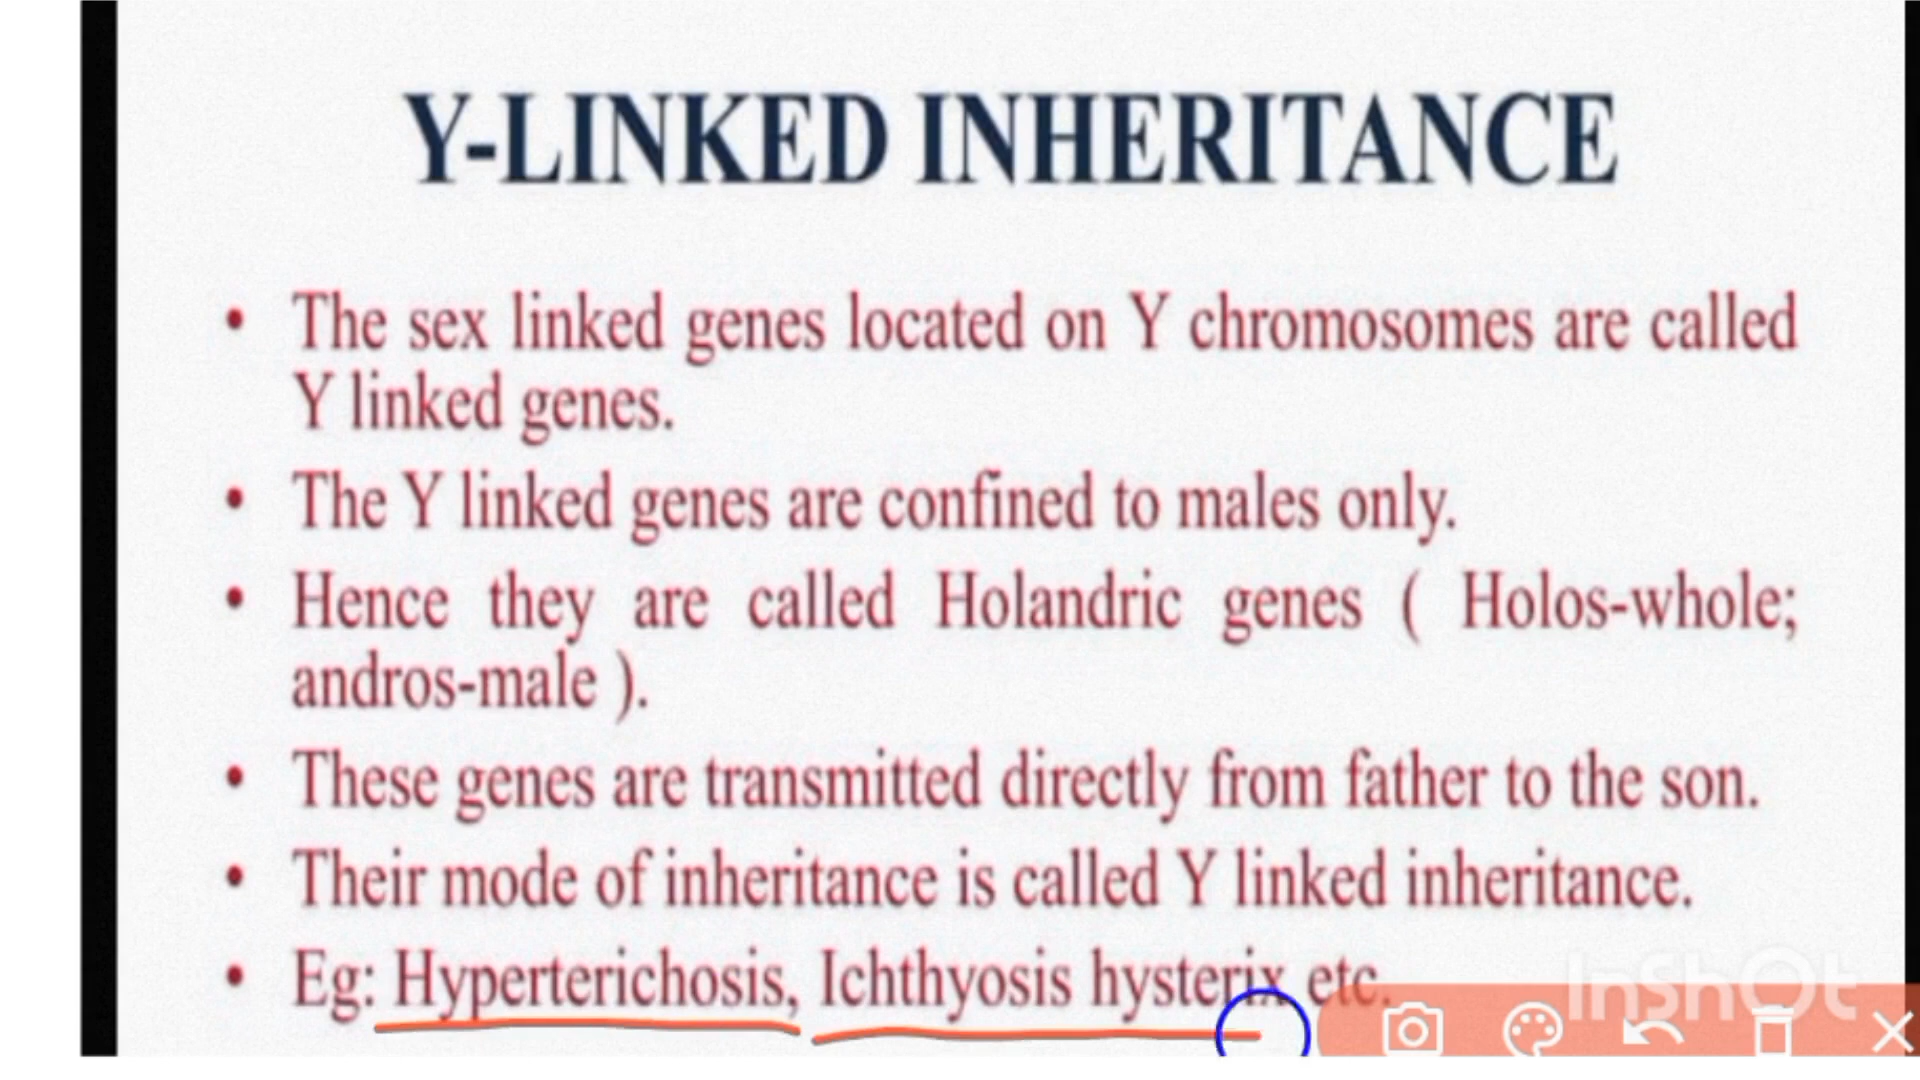 Y-LINKED INHERITANCE
• The sex linked genes located on Y chromosomes are called
Y linked genes.
• The Y linked genes are confined to males only.
• Hence they are called Holandric genes ( Holos-whole;
andros-male ).
• These genes are transmitted directly from father to the son.
• Their mode of inheritance is called Y linked inheritance.
• Eg: Hyperterichosis, Ichthyosis hysterix etc.
InShOt